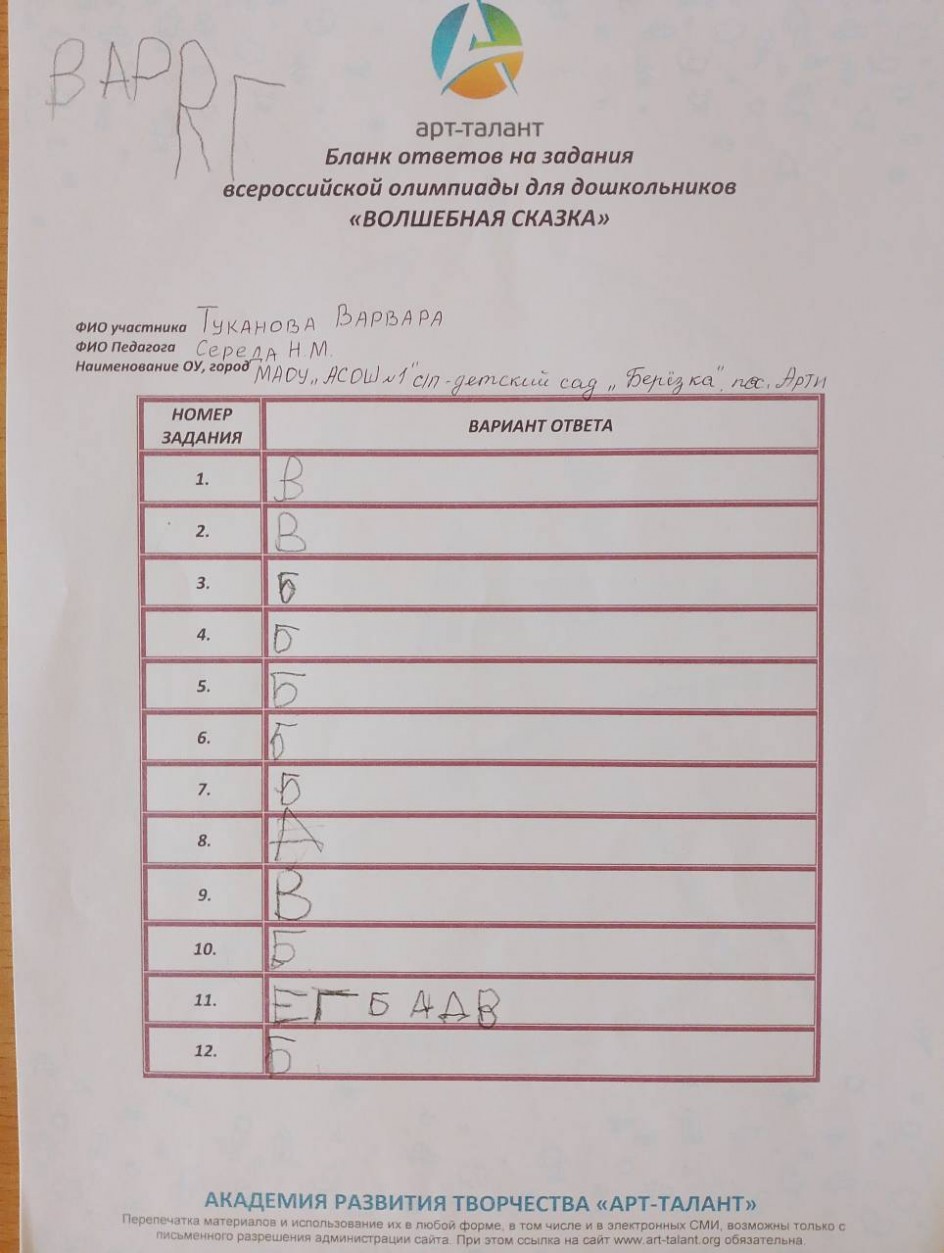 ВАРRГ
арт-талант
Бланк ответов на задания
всероссийской олимпиады для дошкольников
«ВОЛШЕБНАЯ СКАЗКА»
ФИО участника Туканова Варвара
ФИО Педагога Середа Н.М.
Наименование ОУ, город МАОУ „АСОШ №1" с/п - детский сад „Берёзка" пос. Арти
НОМЕР ЗАДАНИЯ ВАРИАНТ ОТВЕТА
1. В
2. В
3. Б
4. Б
5. Б
6. Б
7. Б
8. А
9. В
10. Б
11. ЕГБАДВ
12. Б
АКАДЕМИЯ РАЗВИТИЯ ТВОРЧЕСТВА «АРТ-ТАЛАНТ»
Перепечатка материалов и использование их в любой форме, в том числе и в электронных СМИ, возможны только с
письменного разрешения администрации сайта. При этом ссылка на сайт www.art-talant.org обязательна.